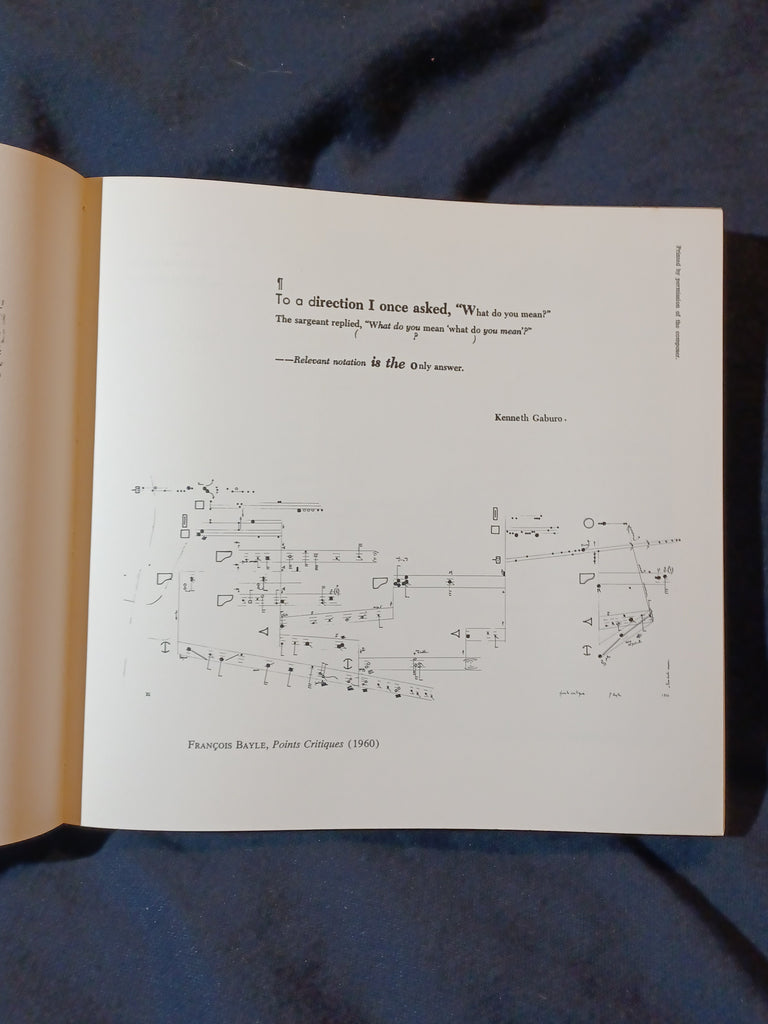 ¶
To a direction I once asked, “What do you mean?”
The sargeant replied, “What do you mean ‘what do you mean’?”
( ? )
——Relevant notation is the Only answer.
Kenneth Gaburo.
Printed by permission of the composer.
François Bayle, Points Critiques (1960)